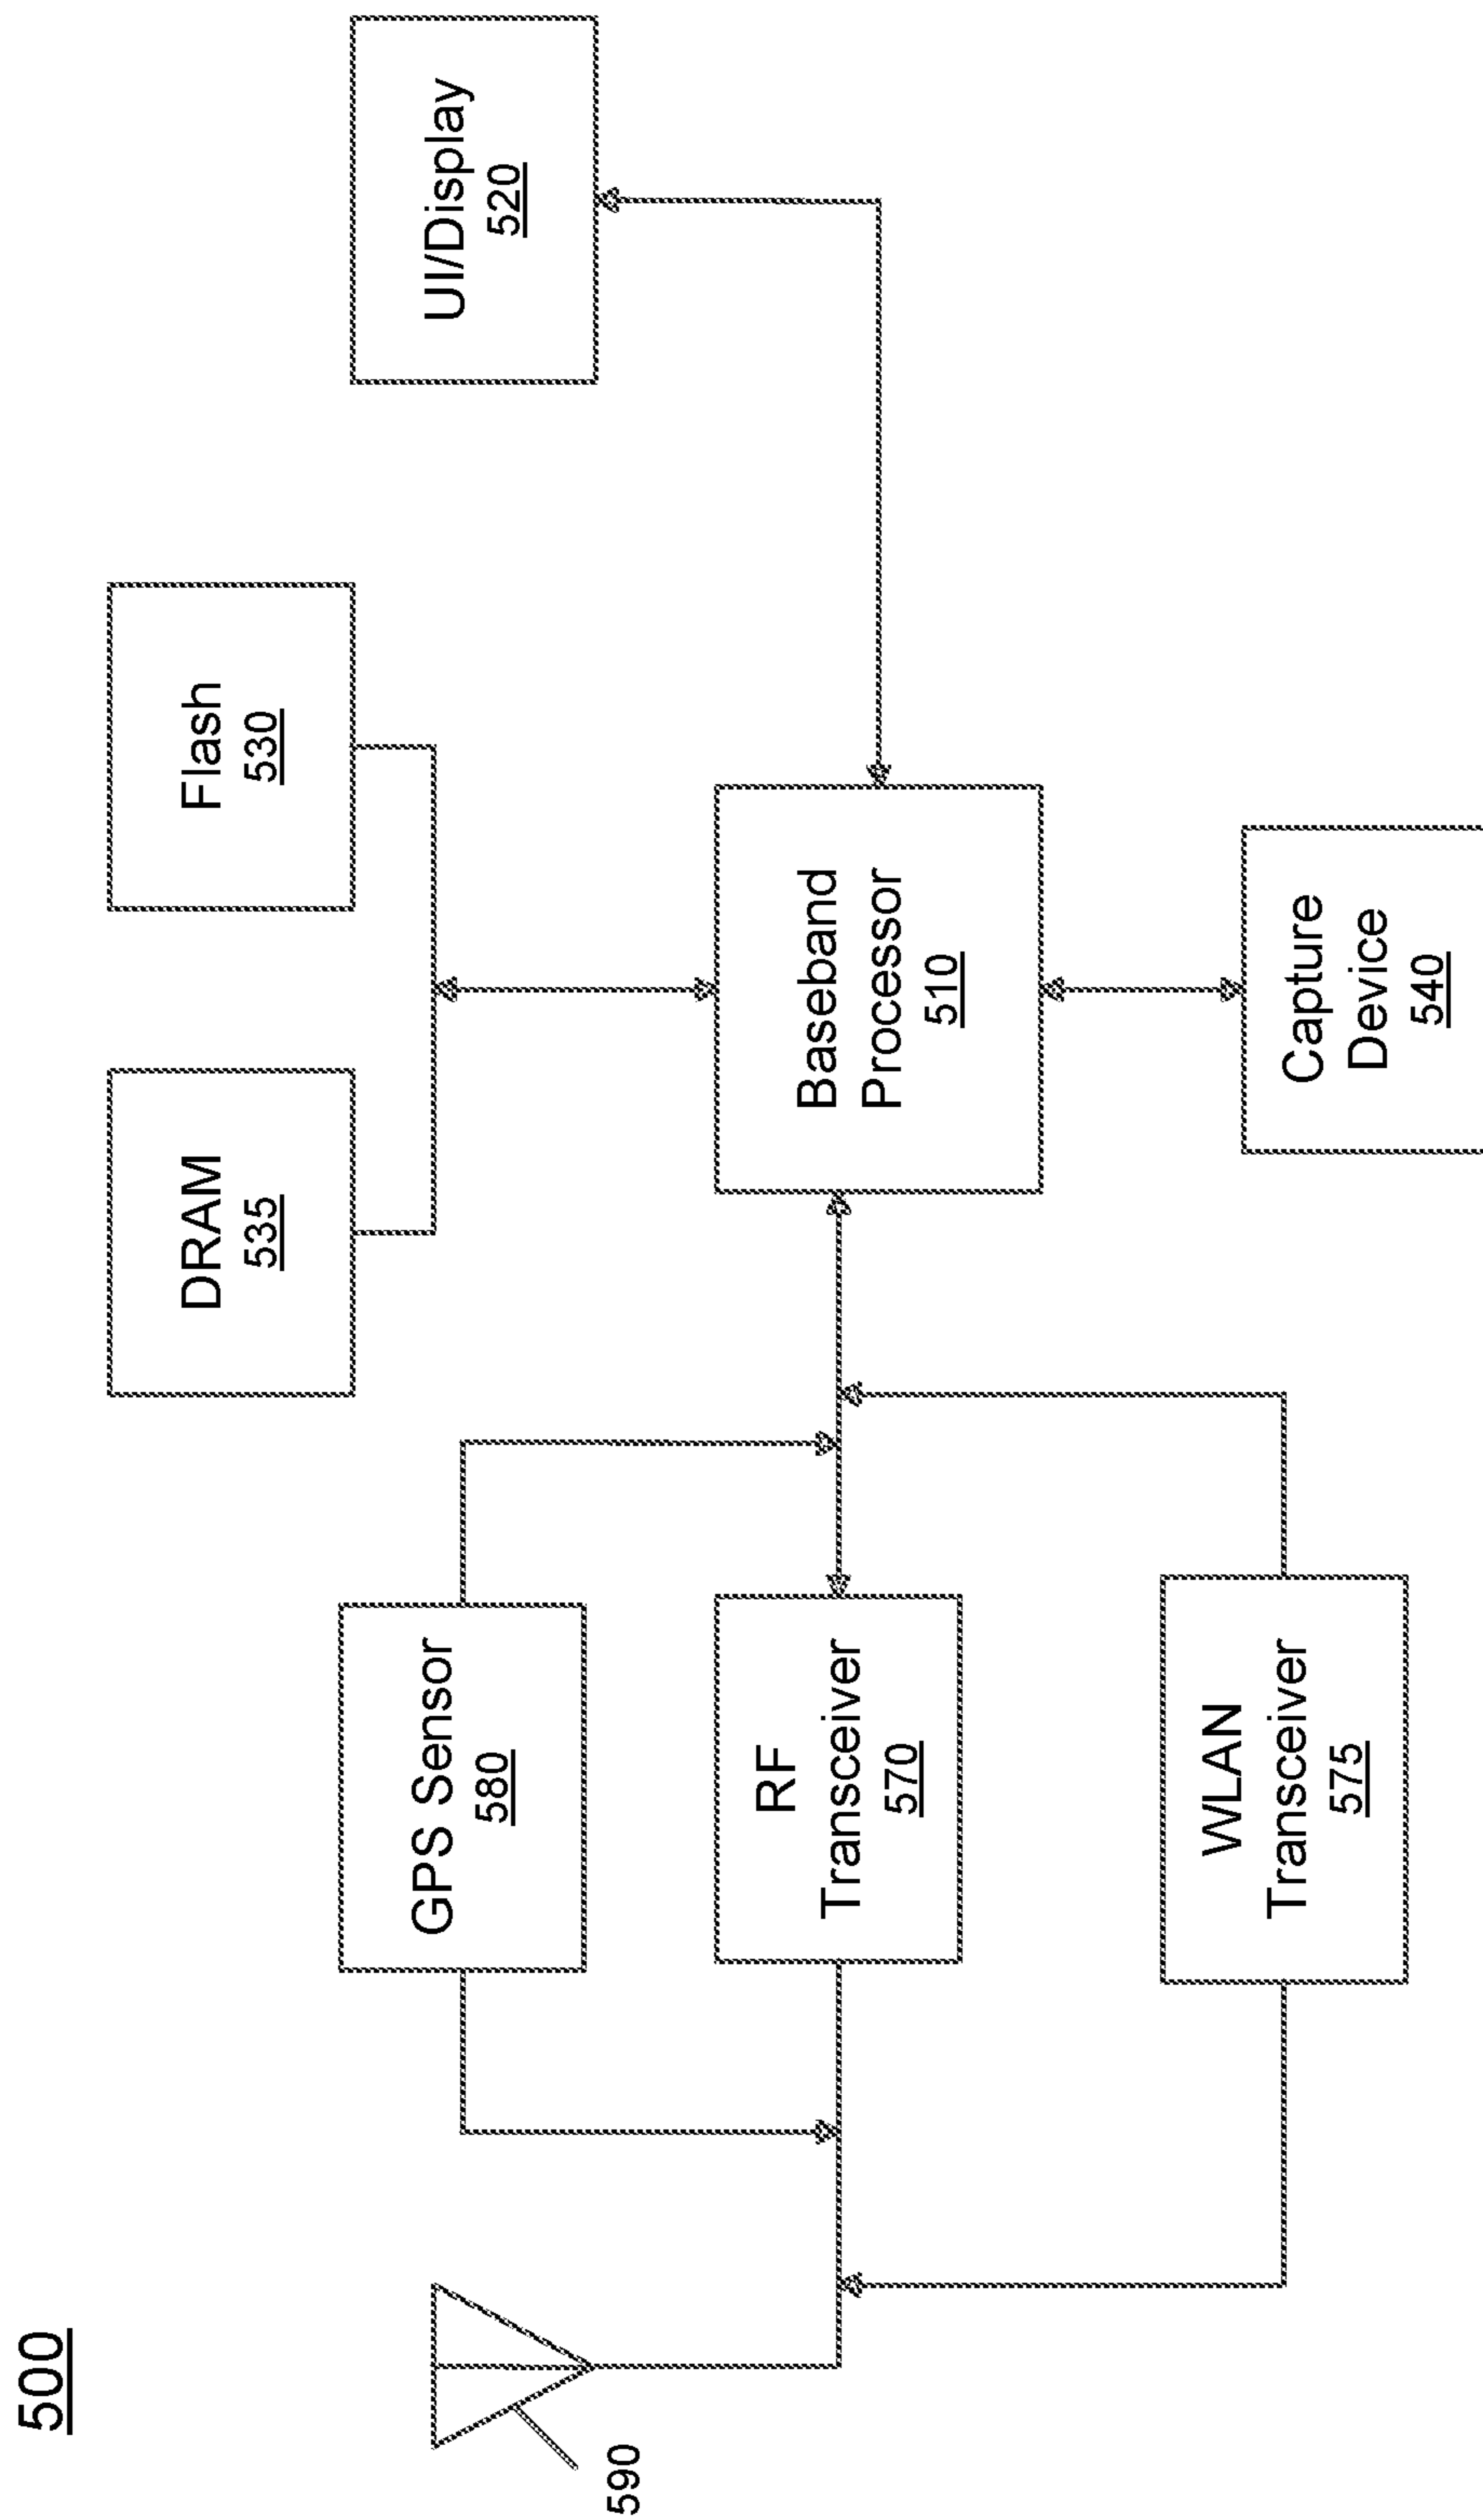 500
DRAM
535
Flash
530
UI/Display
520
590
GPS Sensor
580
RF
Transceiver
570
Baseband
Processor
510
WLAN
Transceiver
575
Capture
Device
540